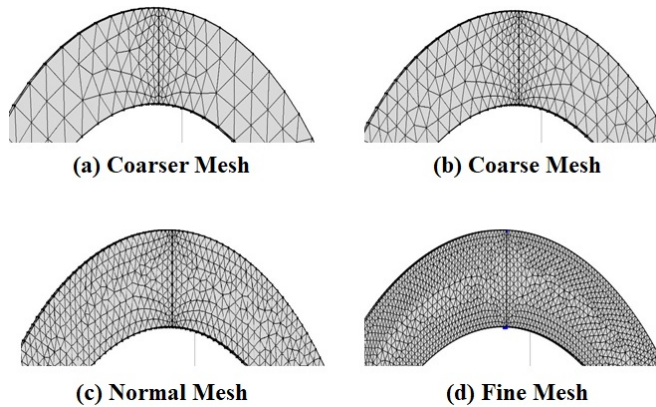 (a) Coarser Mesh
(b) Coarse Mesh
(c) Normal Mesh
(d) Fine Mesh